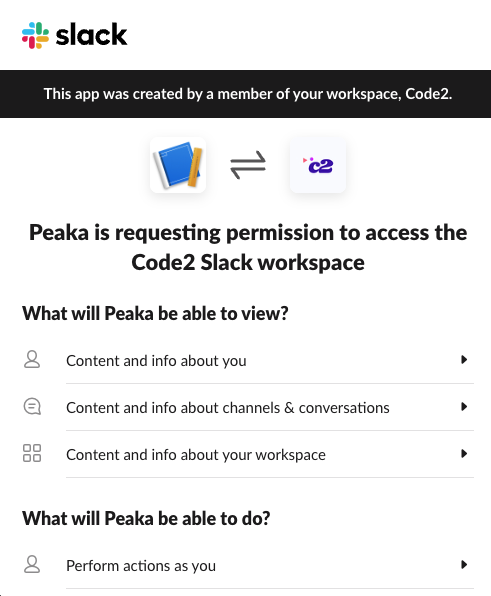 slack
This app was created by a member of your workspace, Code2.
c2
Peaka is requesting permission to access the
Code2 Slack workspace
What will Peaka be able to view?
Content and info about you
Content and info about channels & conversations
Content and info about your workspace
What will Peaka be able to do?
Perform actions as you